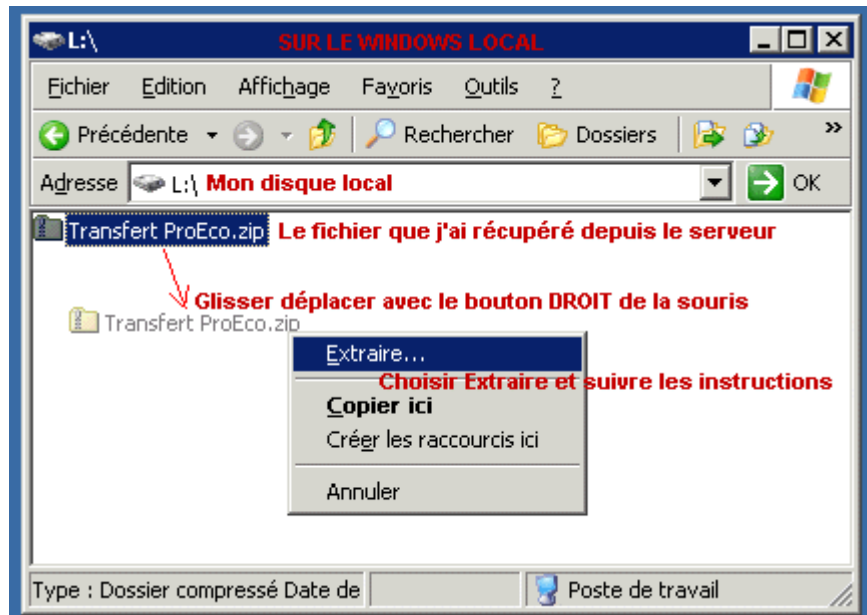 L:\ SUR LE WINDOWS LOCAL
Fichier Edition Affichage Favoris Outils ?
Précédente Rechercher Dossiers »
Adresse L:\ Mon disque local OK
Transfert ProEco.zip Le fichier que j'ai récupéré depuis le serveur
Glisser déplacer avec le bouton DROIT de la souris
Transfert ProEco.zip
Extraire...
Choisir Extraire et suivre les instructions
Copier ici
Créer les raccourcis ici
Annuler
Type : Dossier compressé Date de Poste de travail